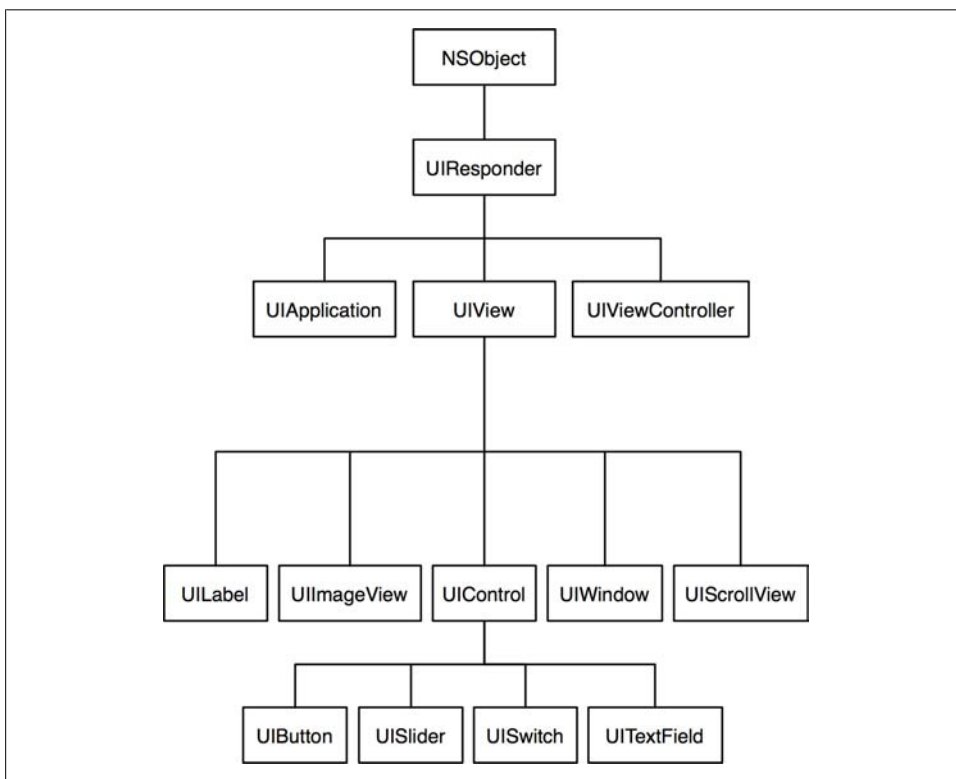 NSObject
UIResponder
UIApplication
UIView
UIViewController
UILabel
UIImageView
UIControl
UIWindow
UIScrollView
UIButton
UISlider
UISwitch
UITextField